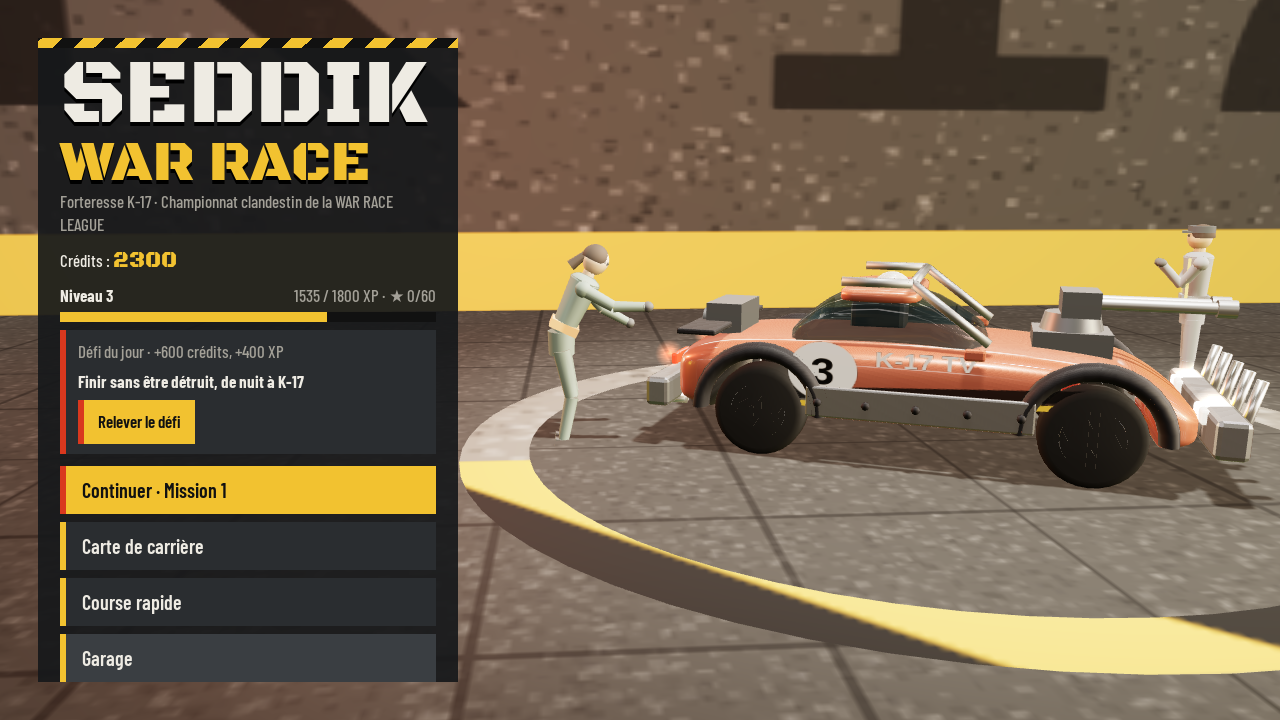 SEDDIK
WAR RACE
Forteresse K-17 · Championnat clandestin de la WAR RACE
LEAGUE
Crédits : 2300
Niveau 3
1535 / 1800 XP · ★ 0/60
Défi du jour · +600 crédits, +400 XP
Finir sans être détruit, de nuit à K-17
Relever le défi
Continuer · Mission 1
Carte de carrière
Course rapide
Garage
3
K-17 TV